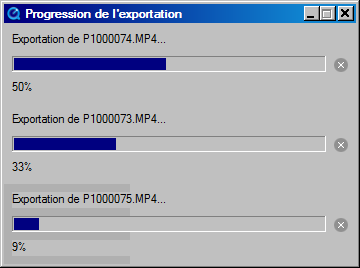 Progression de l'exportation
Exportation de P1000074.MP4...
50%
Exportation de P1000073.MP4...
33%
Exportation de P1000075.MP4...
9%